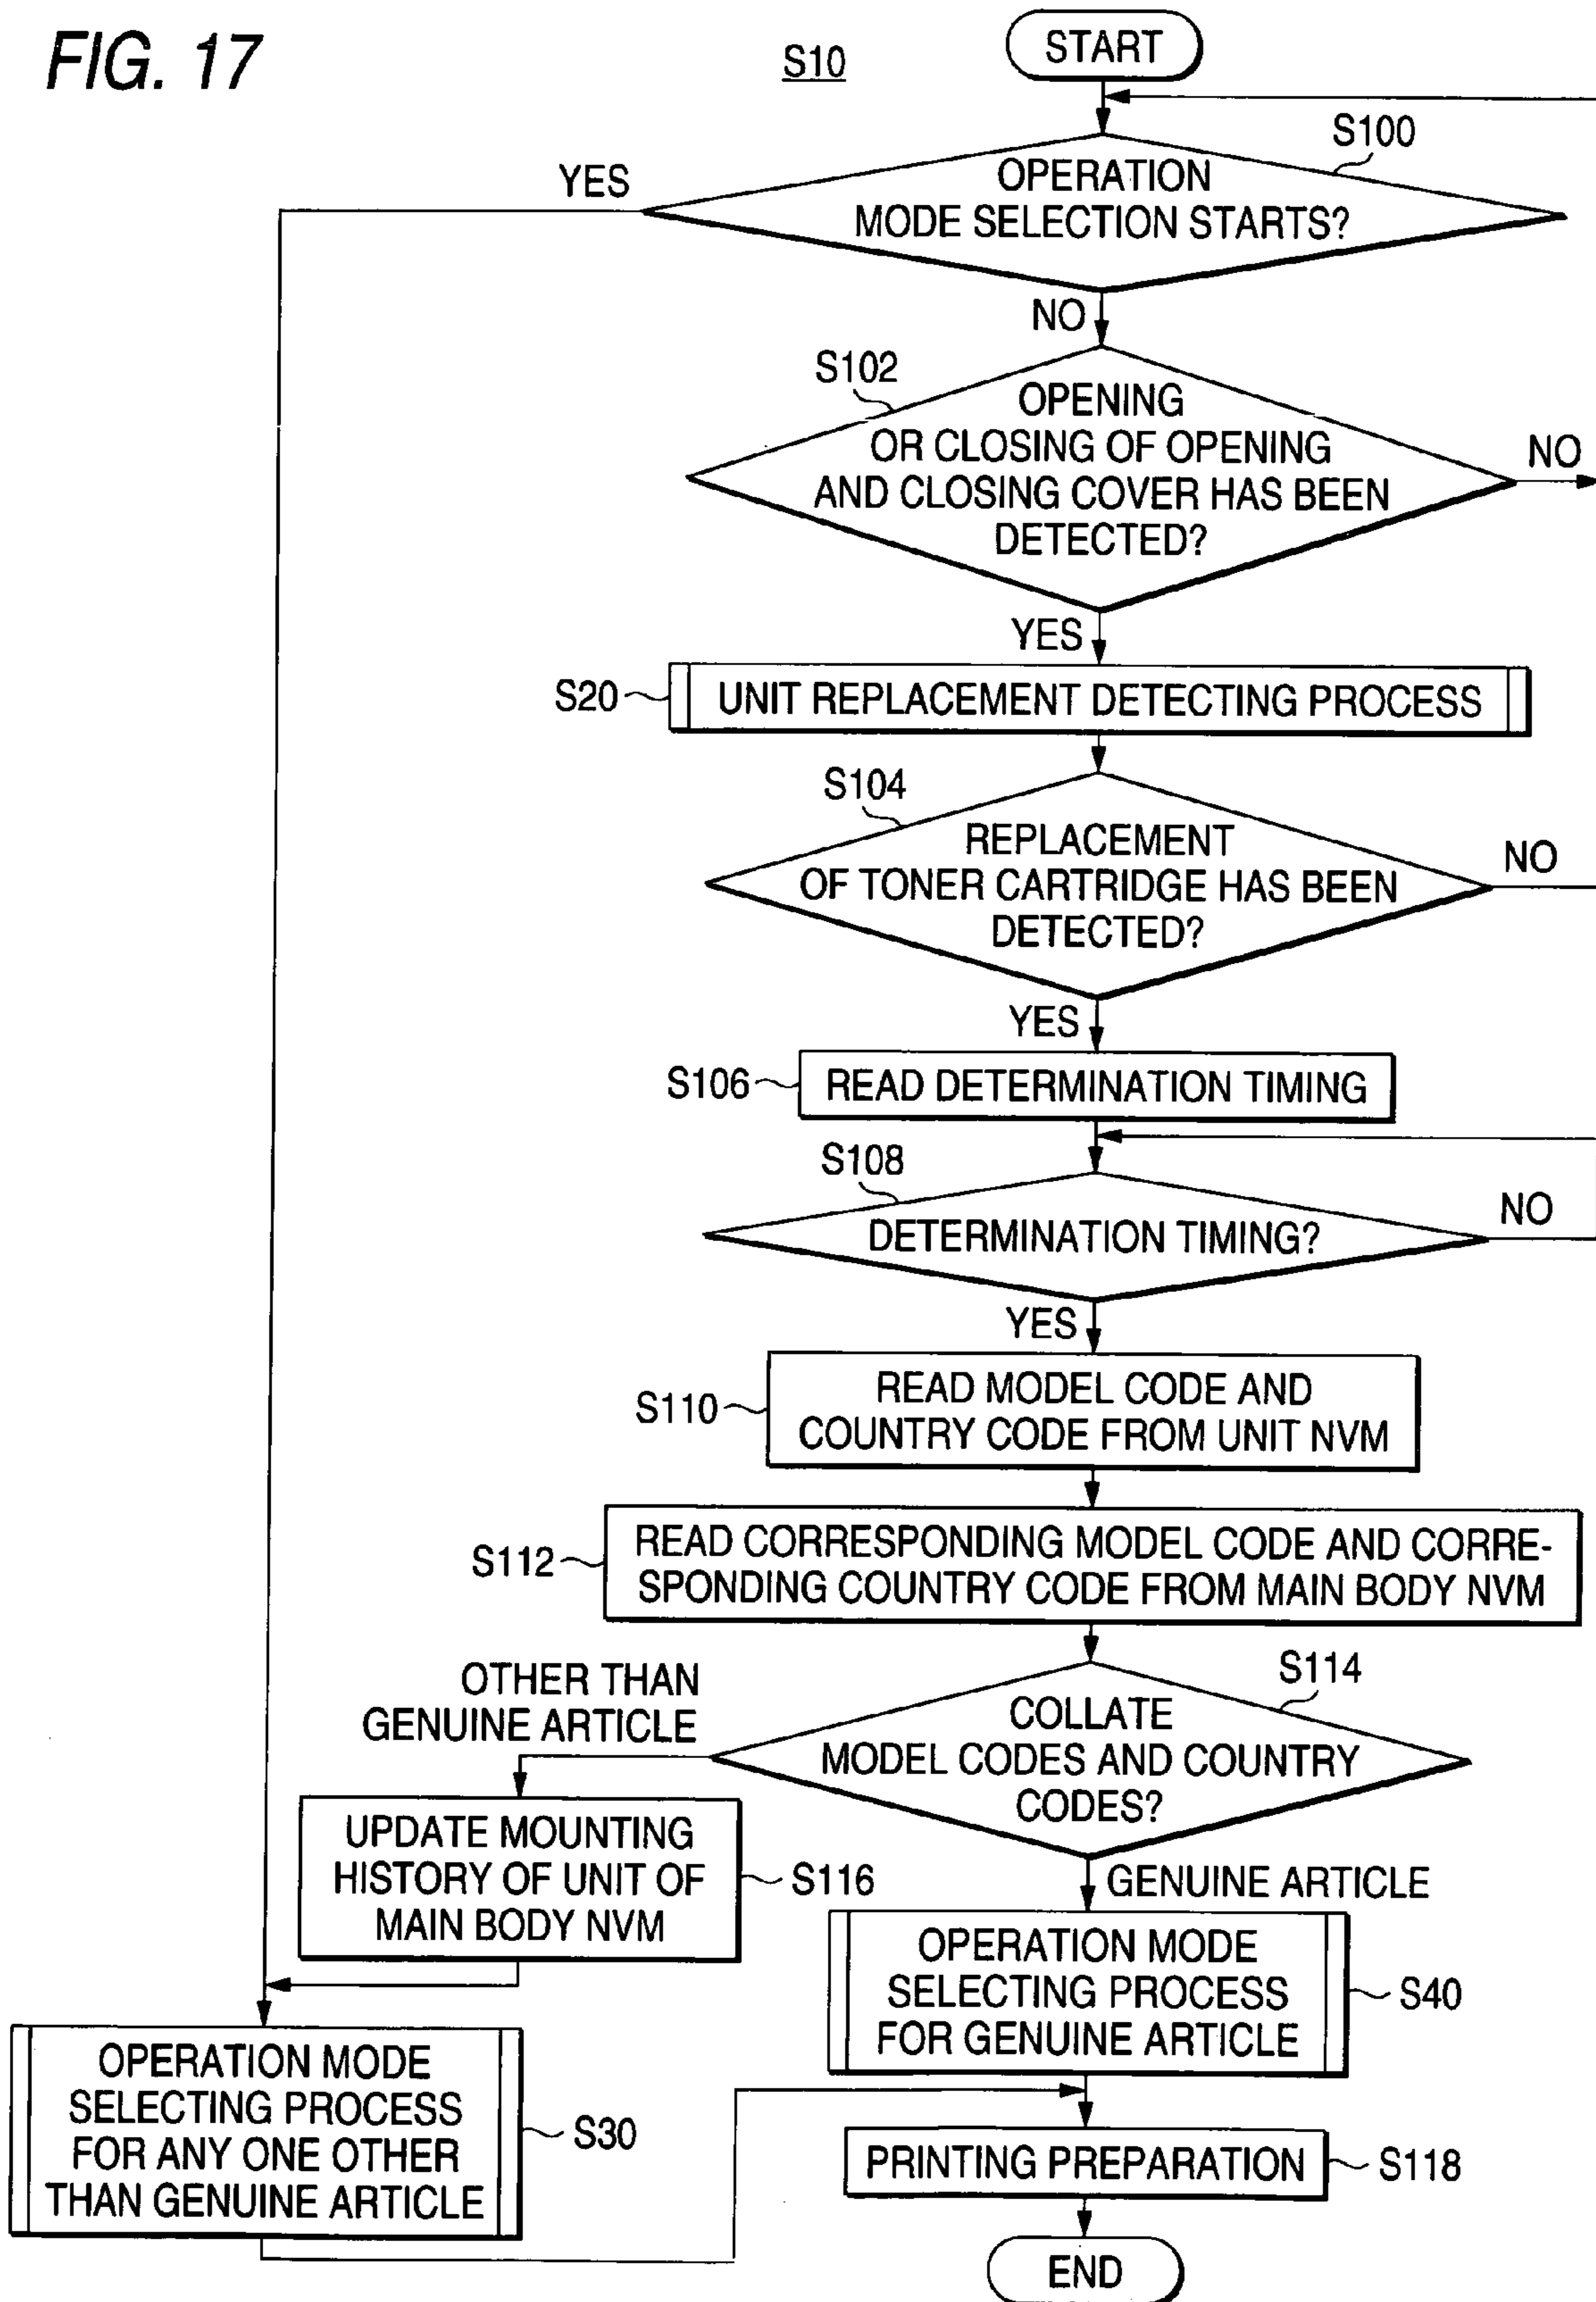 FIG. 17
S10
START
S100
YES
OPERATION
MODE SELECTION STARTS?
NO
S102
OPENING
OR CLOSING OF OPENING
AND CLOSING COVER HAS BEEN
DETECTED?
NO
YES
S20
UNIT REPLACEMENT DETECTING PROCESS
S104
REPLACEMENT
OF TONER CARTRIDGE HAS BEEN
DETECTED?
NO
YES
S106
READ DETERMINATION TIMING
S108
DETERMINATION TIMING?
NO
YES
S110
READ MODEL CODE AND
COUNTRY CODE FROM UNIT NVM
S112
READ CORRESPONDING MODEL CODE AND CORRE-
SPONDING COUNTRY CODE FROM MAIN BODY NVM
S114
OTHER THAN
GENUINE ARTICLE
COLLATE
MODEL CODES AND COUNTRY
CODES?
UPDATE MOUNTING
HISTORY OF UNIT OF
MAIN BODY NVM
S116
GENUINE ARTICLE
OPERATION MODE
SELECTING PROCESS
FOR GENUINE ARTICLE
S40
OPERATION MODE
SELECTING PROCESS
FOR ANY ONE OTHER
THAN GENUINE ARTICLE
S30
PRINTING PREPARATION
S118
END